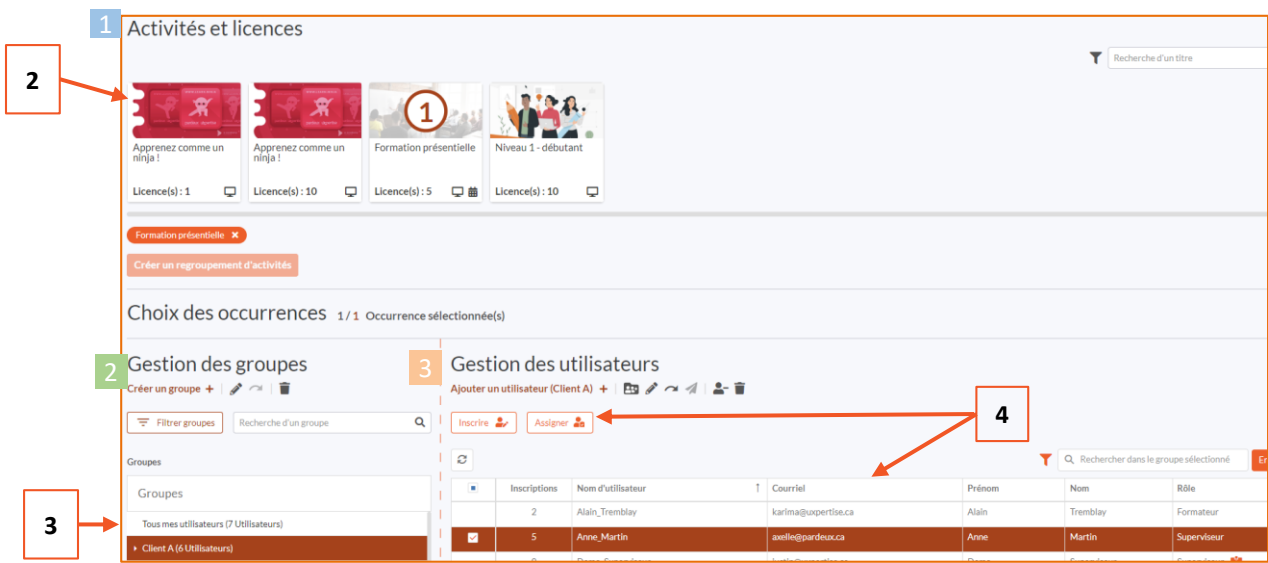 1
Activités et licences
2
Recherche d'un titre
1
Apprenez comme un ninja !
Licence(s) : 1
Apprenez comme un ninja !
Licence(s) : 10
Formation présentielle
Licence(s) : 5
Niveau 1 - débutant
Licence(s) : 10
Formation présentielle ×
Créer un regroupement d'activités
Choix des occurrences 1 / 1 Occurrence sélectionnée(s)
2
Gestion des groupes
Créer un groupe +
Filtrer groupes
Recherche d'un groupe
Groupes
Groupes
3
Tous mes utilisateurs (7 Utilisateurs)
Client A (6 Utilisateurs)
3
Gestion des utilisateurs
Ajouter un utilisateur (Client A) +
Inscrire
Assigner
4
Rechercher dans le groupe sélectionné
Inscriptions Nom d'utilisateur ↑ Courriel Prénom Nom Rôle
2 Alain_Tremblay karima@uxpertise.ca Alain Tremblay Formateur
5 Anne_Martin axelle@pardeux.ca Anne Martin Superviseur